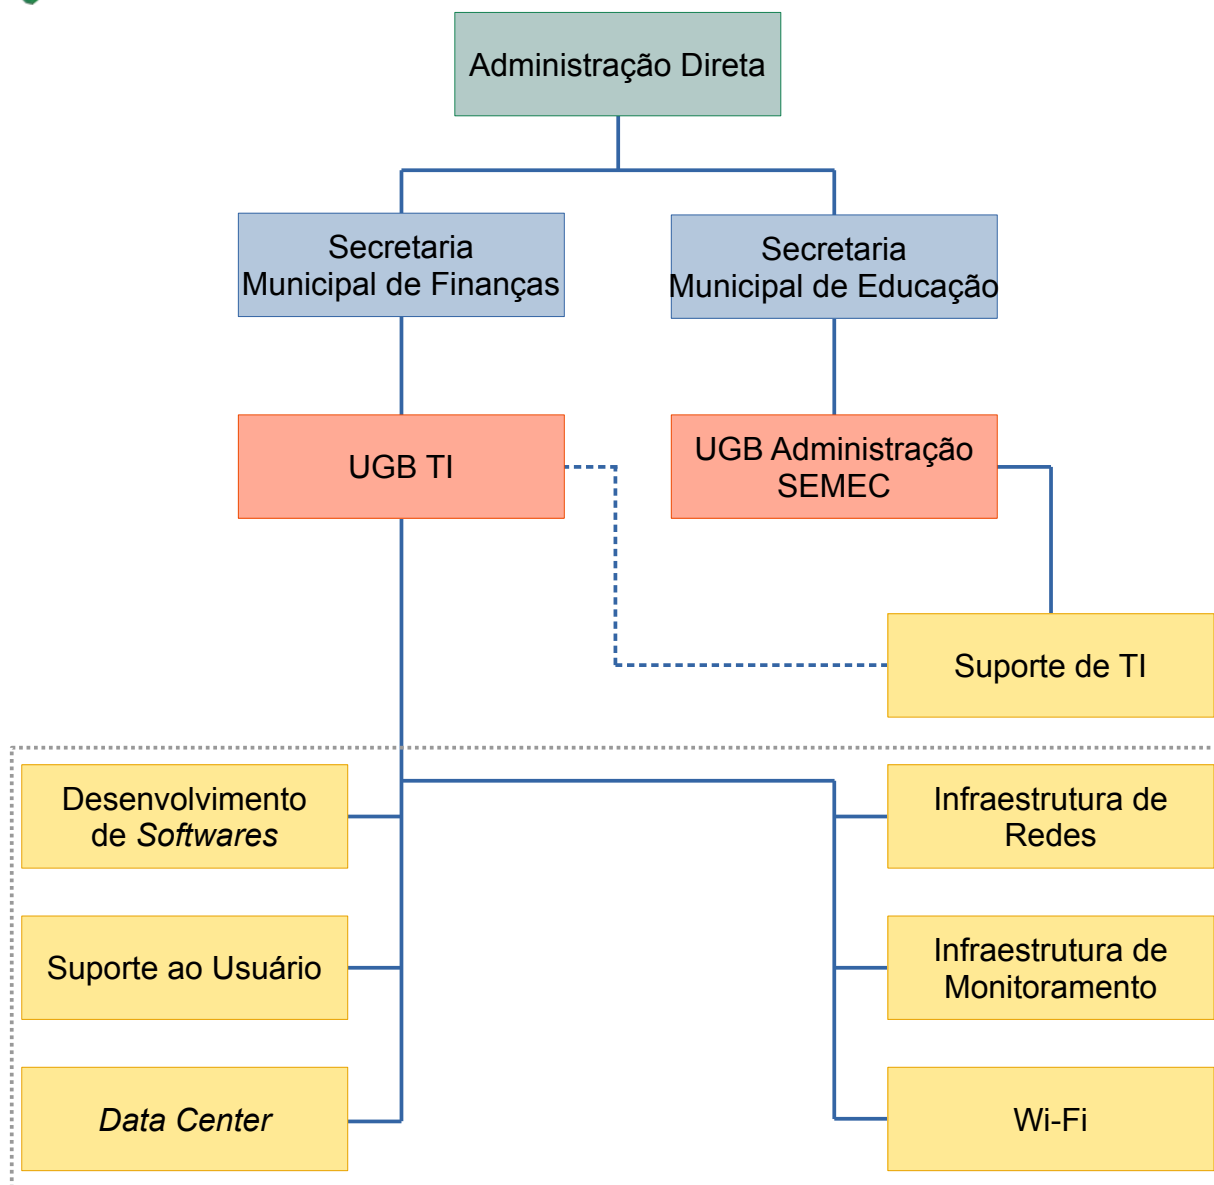 Administração Direta
Secretaria
Municipal de Finanças
Secretaria
Municipal de Educação
UGB TI
UGB Administração
SEMEC
Suporte de TI
Desenvolvimento
de Softwares
Infraestrutura de
Redes
Suporte ao Usuário
Infraestrutura de
Monitoramento
Data Center
Wi-Fi